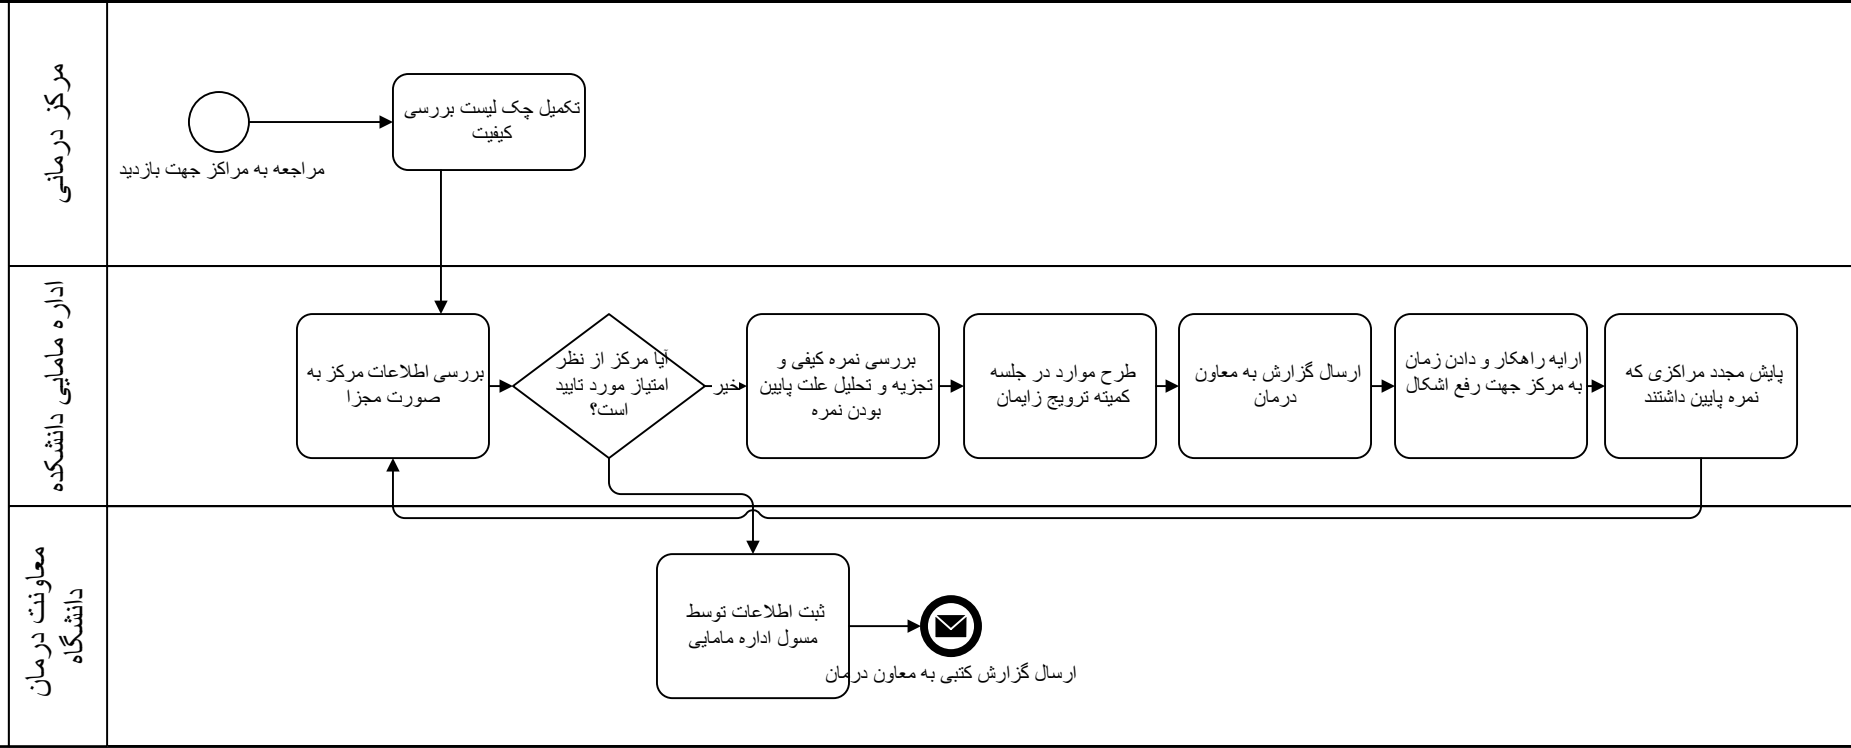 مرکز درمانی
مراجعه به مراکز جهت بازدید
تکمیل چک لیست بررسی
کیفیت
اداره مامایی دانشکده
بررسی اطلاعات مرکز به
صورت مجزا
آیا مرکز از نظر
امتیاز مورد تایید
است؟
خیر
بررسی نمره کیفی و
تجزیه و تحلیل علت پایین
بودن نمره
طرح موارد در جلسه
کمیته ترویج زایمان
ارسال گزارش به معاون
درمان
ارایه راهکار و دادن زمان
به مرکز جهت رفع اشکال
پایش مجدد مراکزی که
نمره پایین داشتند
معاونت درمان
دانشگاه
ثبت اطلاعات توسط
مسول اداره مامایی
ارسال گزارش کتبی به معاون درمان